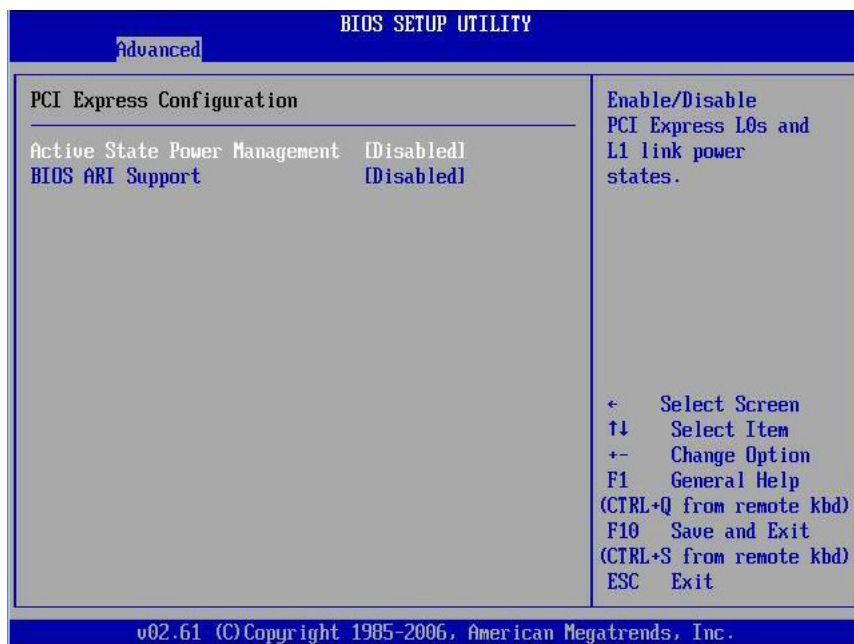 BIOS SETUP UTILITY
Advanced
PCI Express Configuration
Active State Power Management [Disabled]
BIOS ARI Support [Disabled]
Enable/Disable
PCI Express L0s and
L1 link power
states.
← Select Screen
↑↓ Select Item
+- Change Option
F1 General Help
(CTRL+Q from remote kbd)
F10 Save and Exit
(CTRL+S from remote kbd)
ESC Exit
v02.61 (C)Copyright 1985-2006, American Megatrends, Inc.